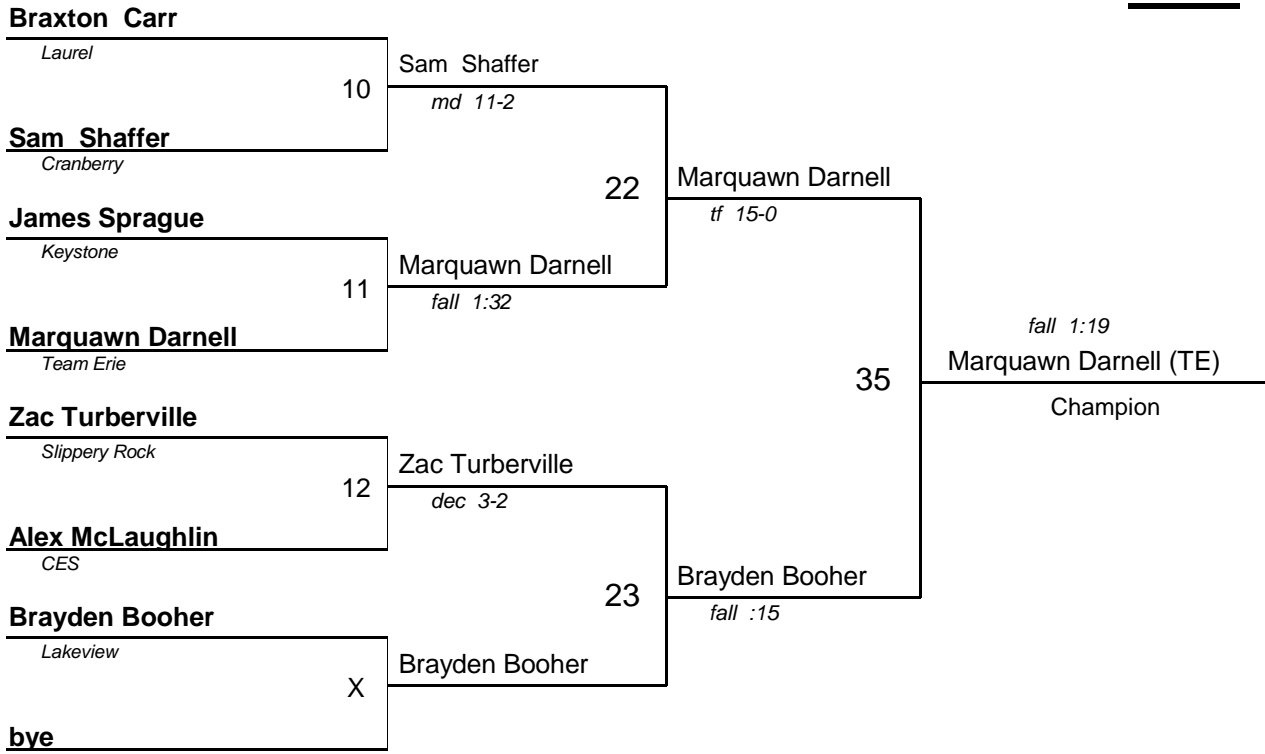 Braxton  Carr
Laurel
10
Sam  Shaffer
md  11-2
Sam  Shaffer
Cranberry
22
Marquawn Darnell
tf  15-0
James Sprague
Keystone
11
Marquawn Darnell
fall  1:32
Marquawn Darnell
Team Erie
35
fall  1:19
Marquawn Darnell (TE)
Champion
Zac Turberville
Slippery Rock
12
Zac Turberville
dec  3-2
Alex McLaughlin
CES
23
Brayden Booher
fall  :15
Brayden Booher
Lakeview
X
Brayden Booher
bye